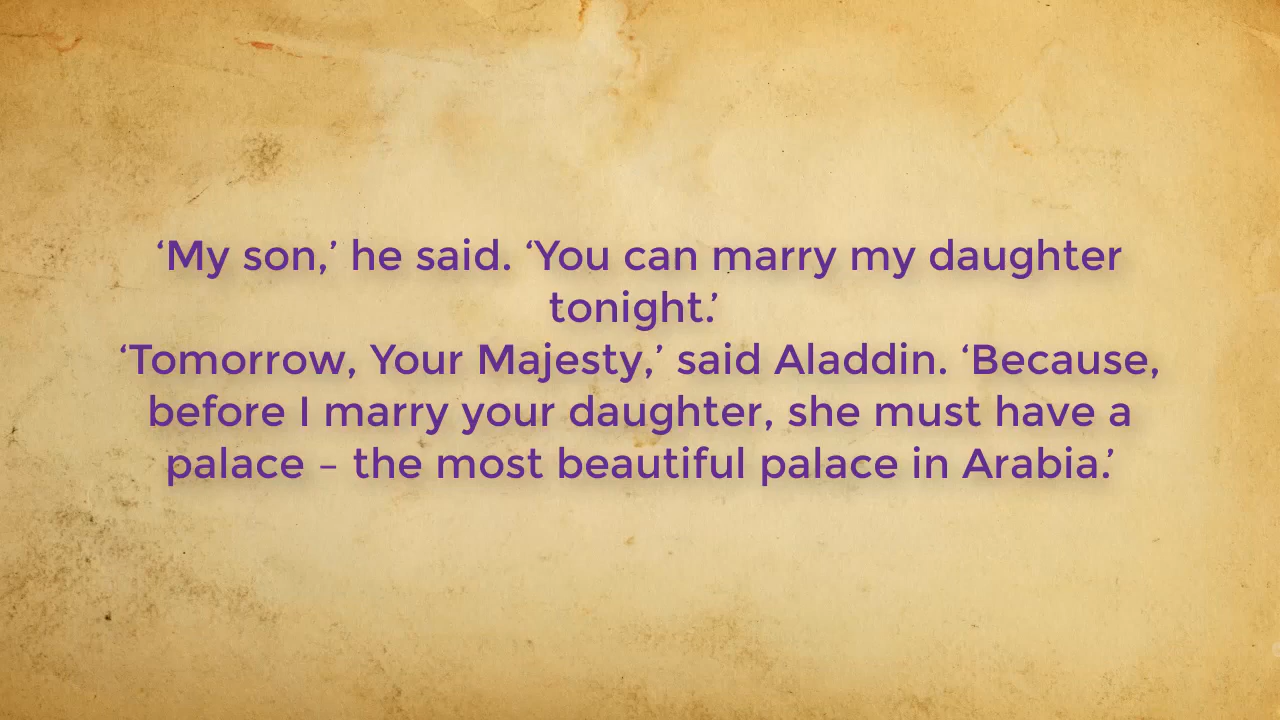 ‘My son,’ he said. ‘You can marry my daughter
tonight.’
‘Tomorrow, Your Majesty,’ said Aladdin. ‘Because,
before I marry your daughter, she must have a
palace – the most beautiful palace in Arabia.’